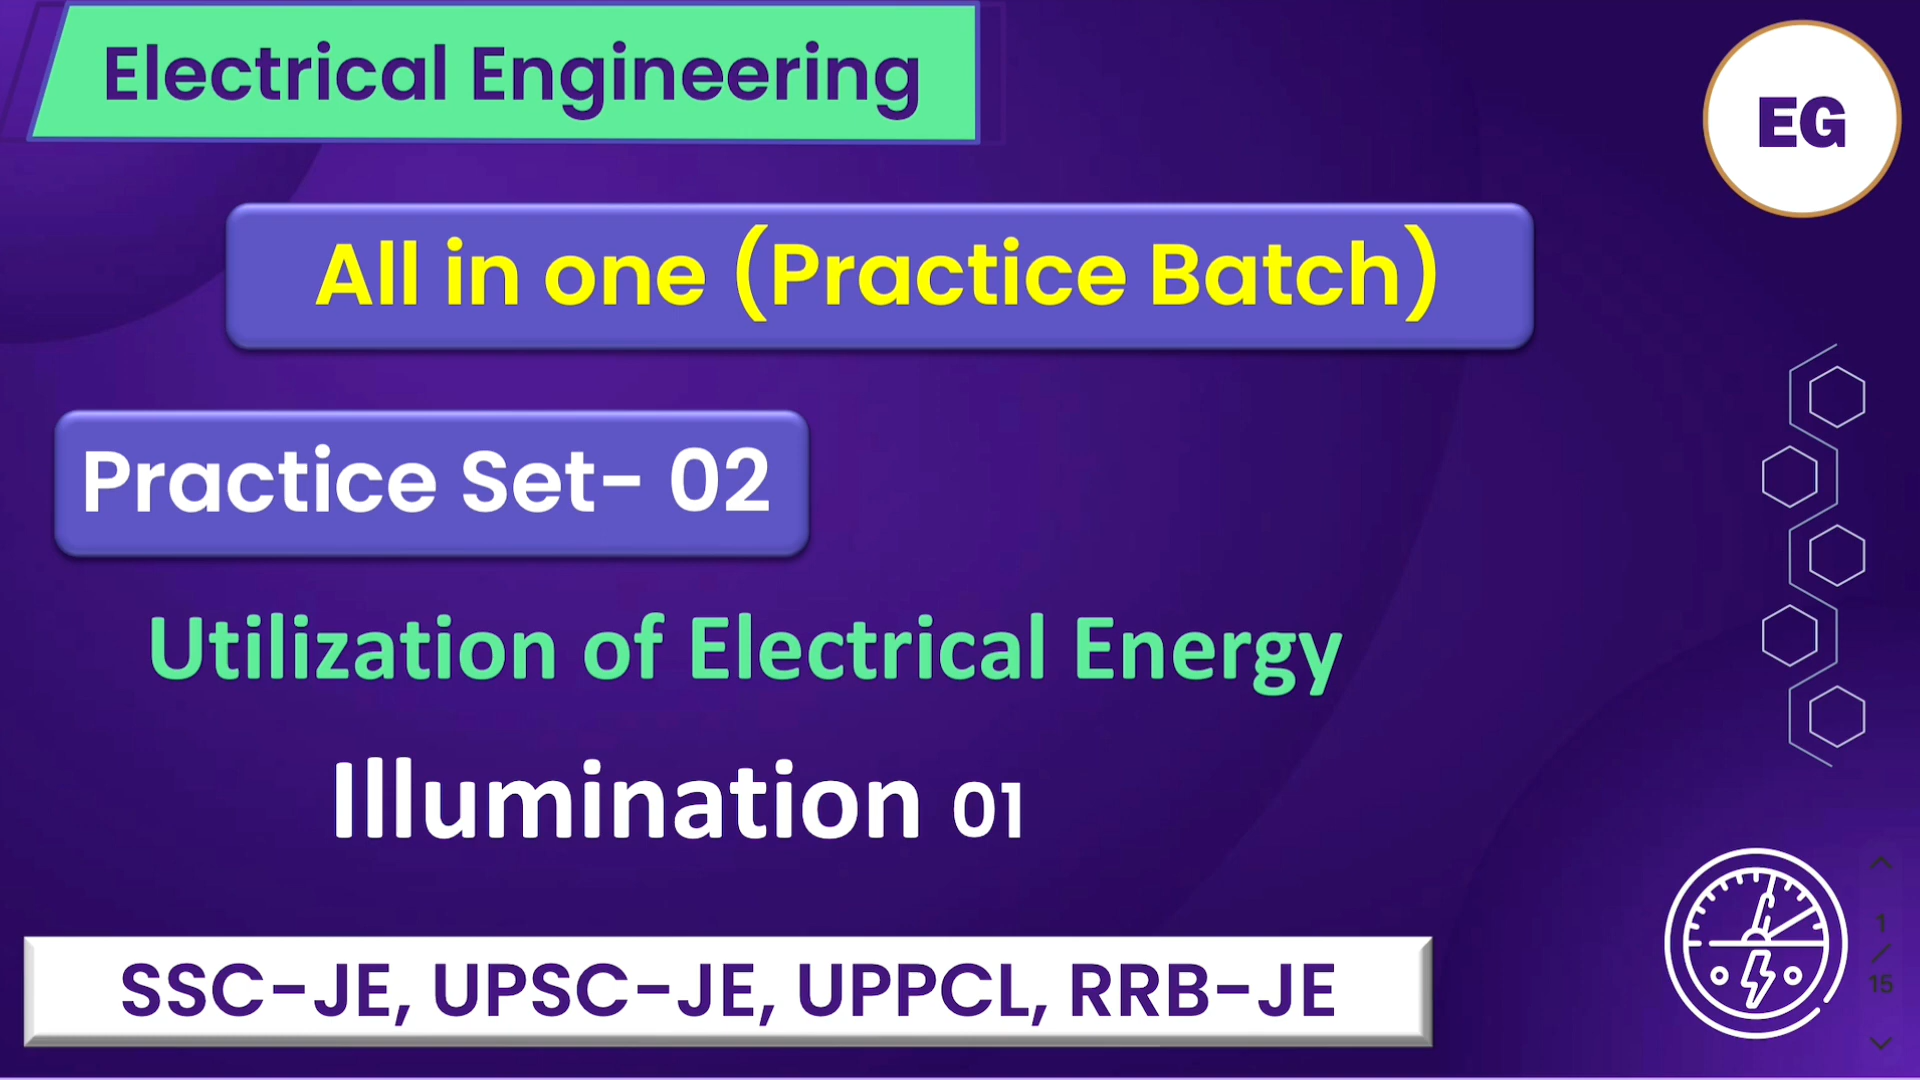 Electrical Engineering
EG
All in one (Practice Batch)
Practice Set- 02
Utilization of Electrical Energy
Illumination 01
SSC-JE, UPSC-JE, UPPCL, RRB-JE
1
/
15